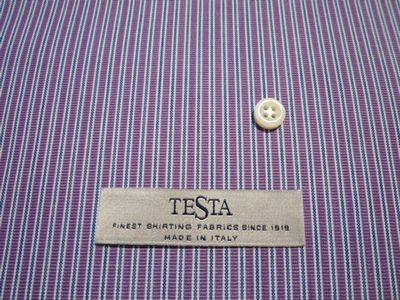 TESTA
FINEST SHIRTING FABRICS SINCE 1919
MADE IN ITALY